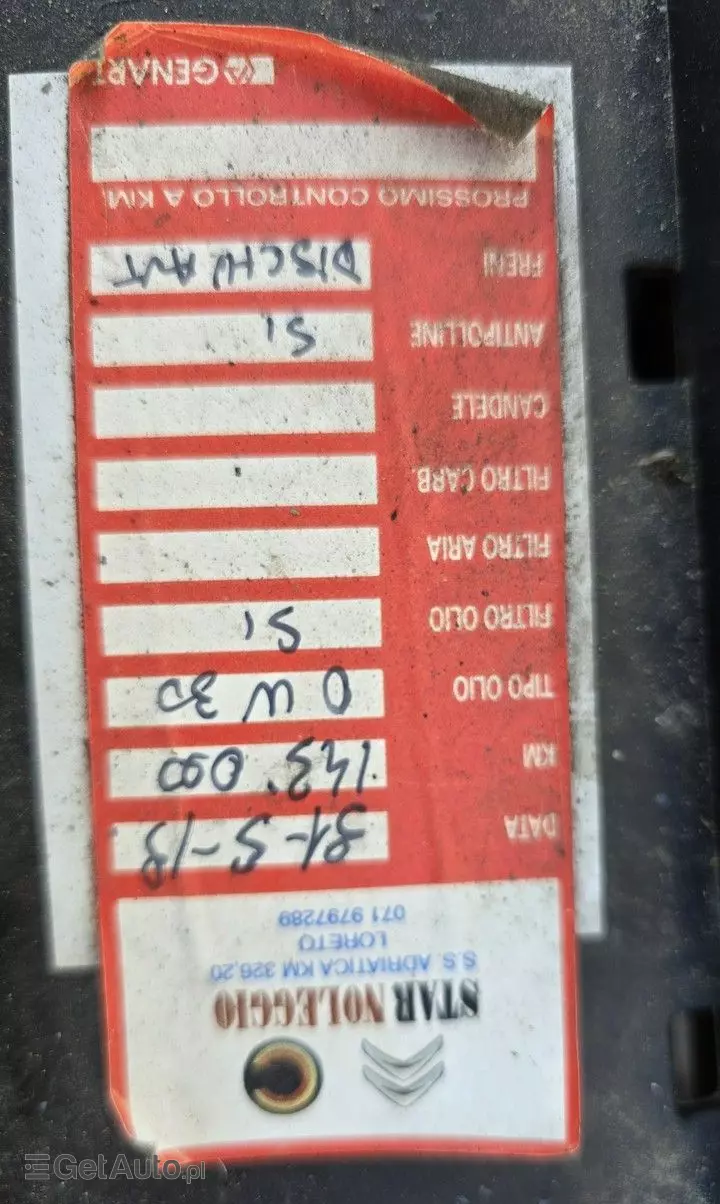 STAR NOLEGGIO
S.S. ADRIATICA KM 326,20
LORETO
071 9797289
DATA 31-5-18
KM 143.000
TIPO OLIO 0 W 30
FILTRO OLIO Si
FILTRO ARIA
FILTRO CARB.
CANDELE
ANTIPOLLINE Si
FRENI DISCHI ANT
PROSSIMO CONTROLLO A KM
GENART
GetAuto.pl